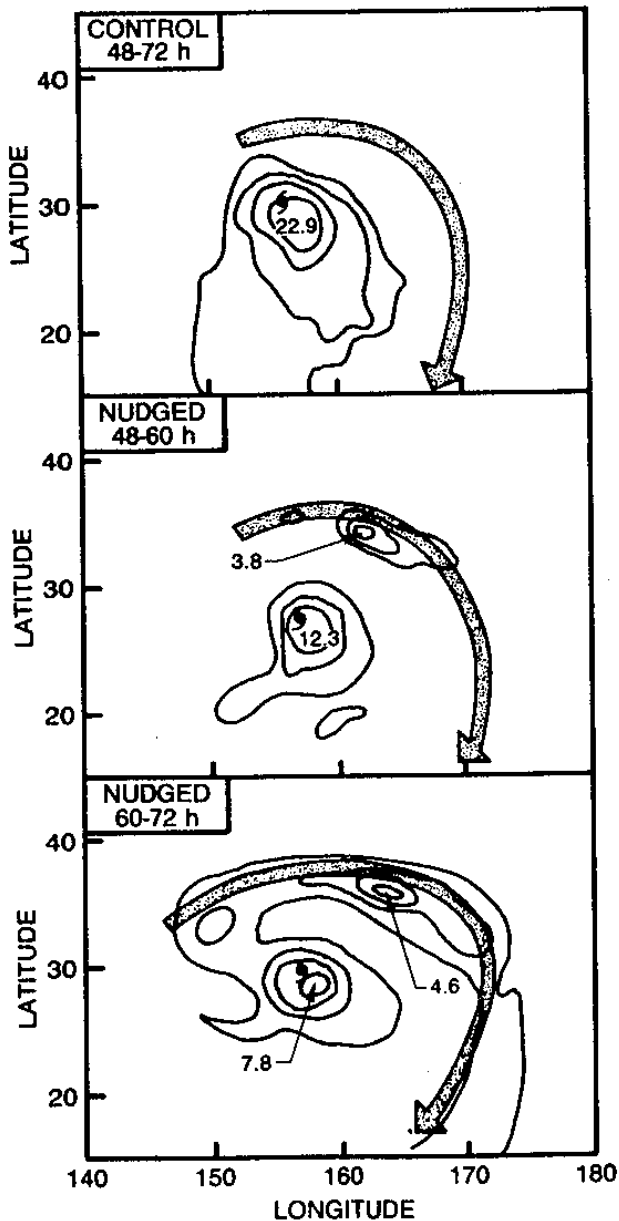 CONTROL
48-72 h
40
30
20
LATITUDE
22.9
NUDGED
48-60 h
40
30
20
LATITUDE
3.8
12.3
NUDGED
60-72 h
40
30
20
LATITUDE
4.6
7.8
140 150 160 170 180
LONGITUDE